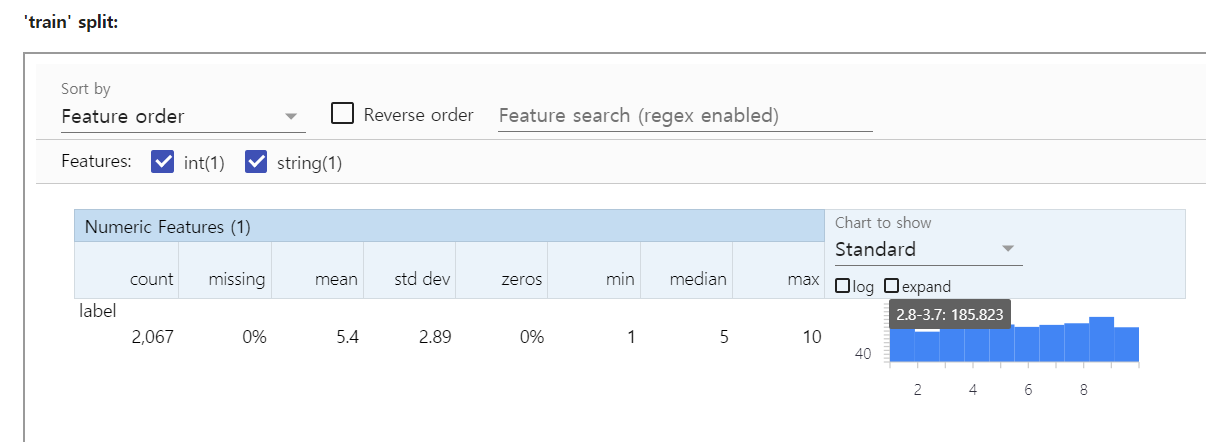 'train' split:
Sort by
Feature order
Reverse order
Feature search (regex enabled)
Features: int(1) string(1)
Numeric Features (1)
Chart to show
Standard
count missing mean std dev zeros min median max
log expand
label
2.8-3.7: 185.823
2,067 0% 5.4 2.89 0% 1 5 10
40
2 4 6 8